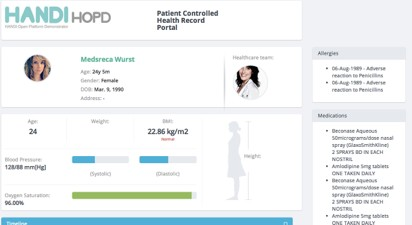 HANDI HOPD
HANDI Open Platform Demonstrator
Patient Controlled
Health Record
Portal
Medsreca Wurst
Age: 24y 5m
Gender: Female
DOB: Mar. 9, 1990
Address: -
Healthcare team:
Age:
24
Weight:
BMI:
22.86 kg/m2
Normal
Height:
Blood Pressure:
128/88 mm[Hg]
(Systolic)
(Diastolic)
Oxygen Saturation:
96.00%
Timeline
Allergies
06-Aug-1989 - Adverse
reaction to Penicillins
06-Aug-1989 - Adverse
reaction to Penicillins
Medications
Beconase Aqueous
50micrograms/dose nasal
spray (GlaxoSmithKline)
2 SPRAYS BD IN EACH
NOSTRIL
Amlodipine 5mg tablets
ONE TAKEN DAILY
Beconase Aqueous
50micrograms/dose nasal
spray (GlaxoSmithKline)
2 SPRAYS BD IN EACH
NOSTRIL
Amlodipine 5mg tablets
ONE TAKEN DAILY